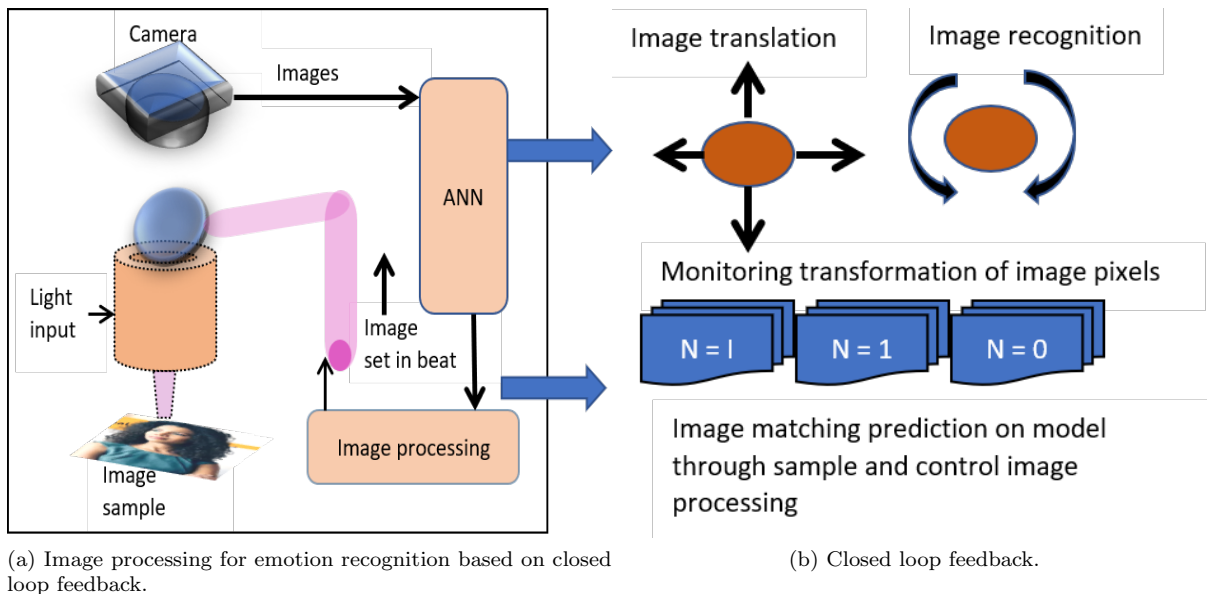 Camera
Images
ANN
Light
input
Image
set in beat
Image processing
Image
sample
(a) Image processing for emotion recognition based on closed
loop feedback.
Image translation
Image recognition
Monitoring transformation of image pixels
N = I
N = 1
N = 0
Image matching prediction on model
through sample and control image
processing
(b) Closed loop feedback.